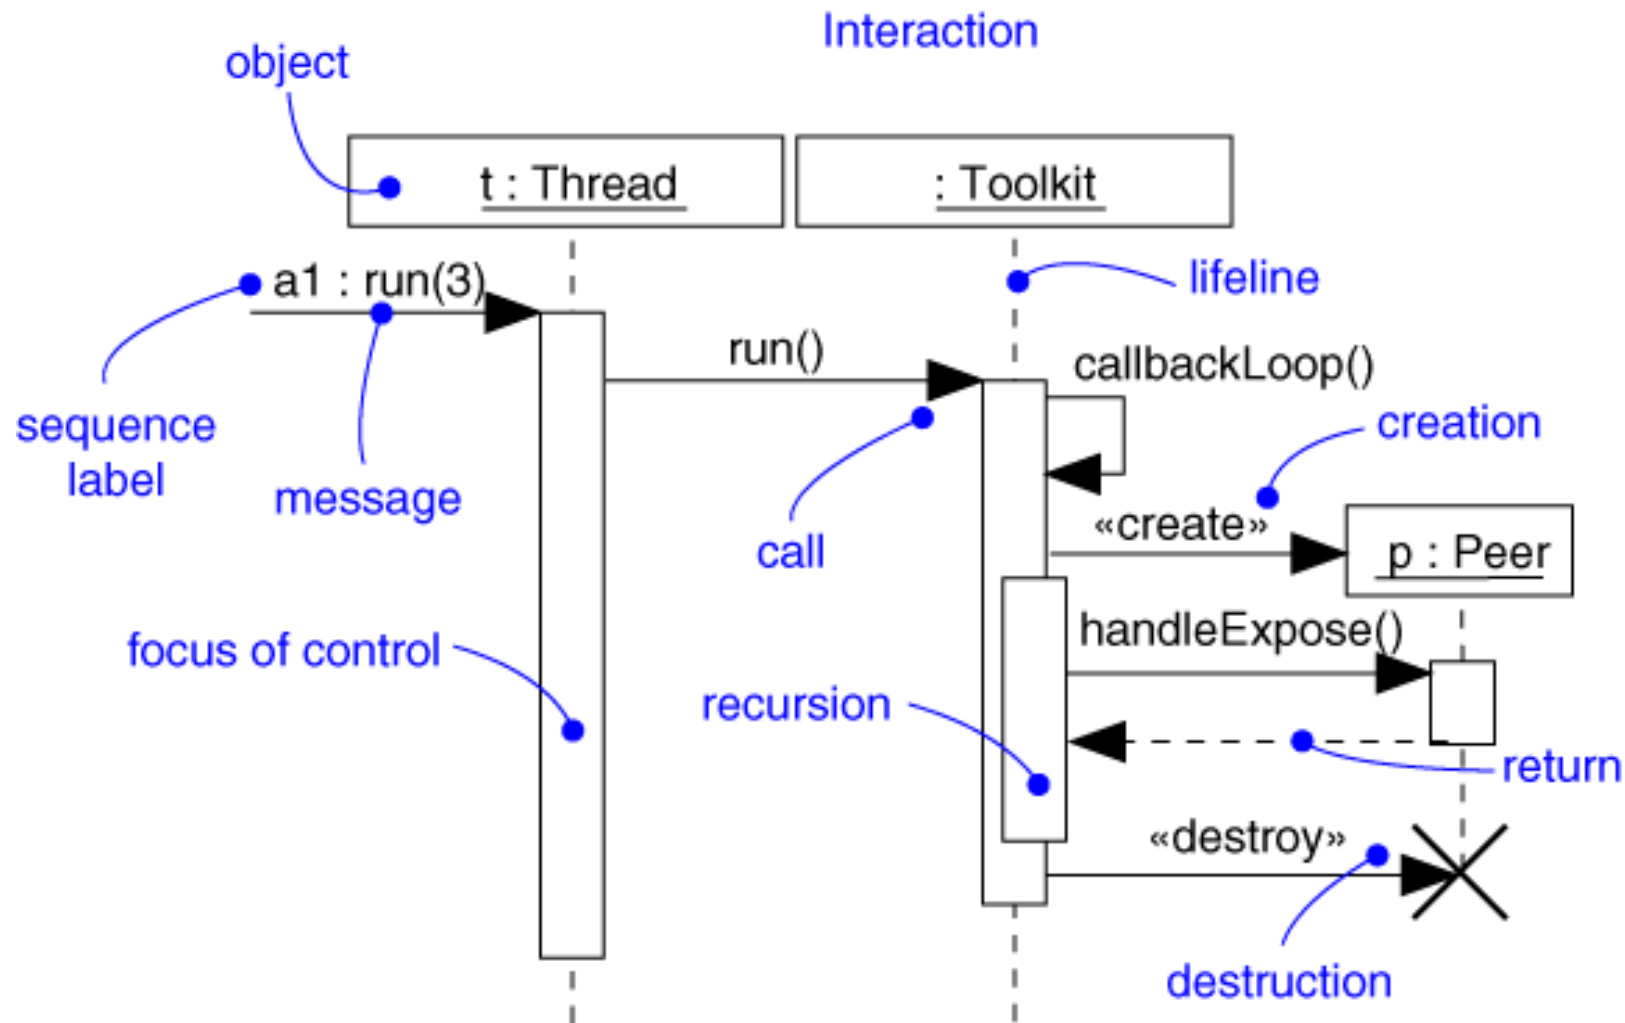 Interaction
object
t : Thread
: Toolkit
a1 : run(3)
lifeline
run()
callbackLoop()
sequence
label
message
creation
call
«create»
p : Peer
handleExpose()
focus of control
recursion
return
«destroy»
destruction